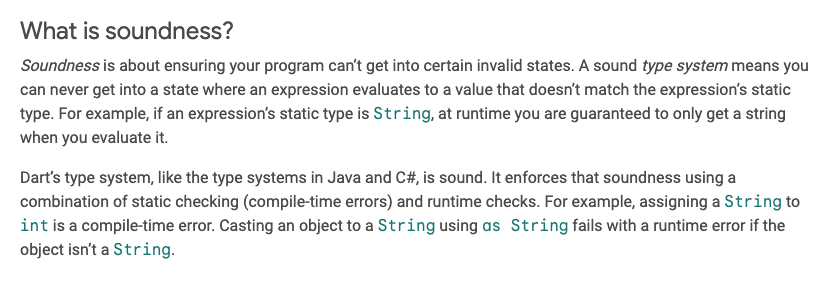 What is soundness?
Soundness is about ensuring your program can’t get into certain invalid states. A sound type system means you
can never get into a state where an expression evaluates to a value that doesn’t match the expression’s static
type. For example, if an expression’s static type is String, at runtime you are guaranteed to only get a string
when you evaluate it.
Dart’s type system, like the type systems in Java and C#, is sound. It enforces that soundness using a
combination of static checking (compile-time errors) and runtime checks. For example, assigning a String to
int is a compile-time error. Casting an object to a String using as String fails with a runtime error if the
object isn’t a String.